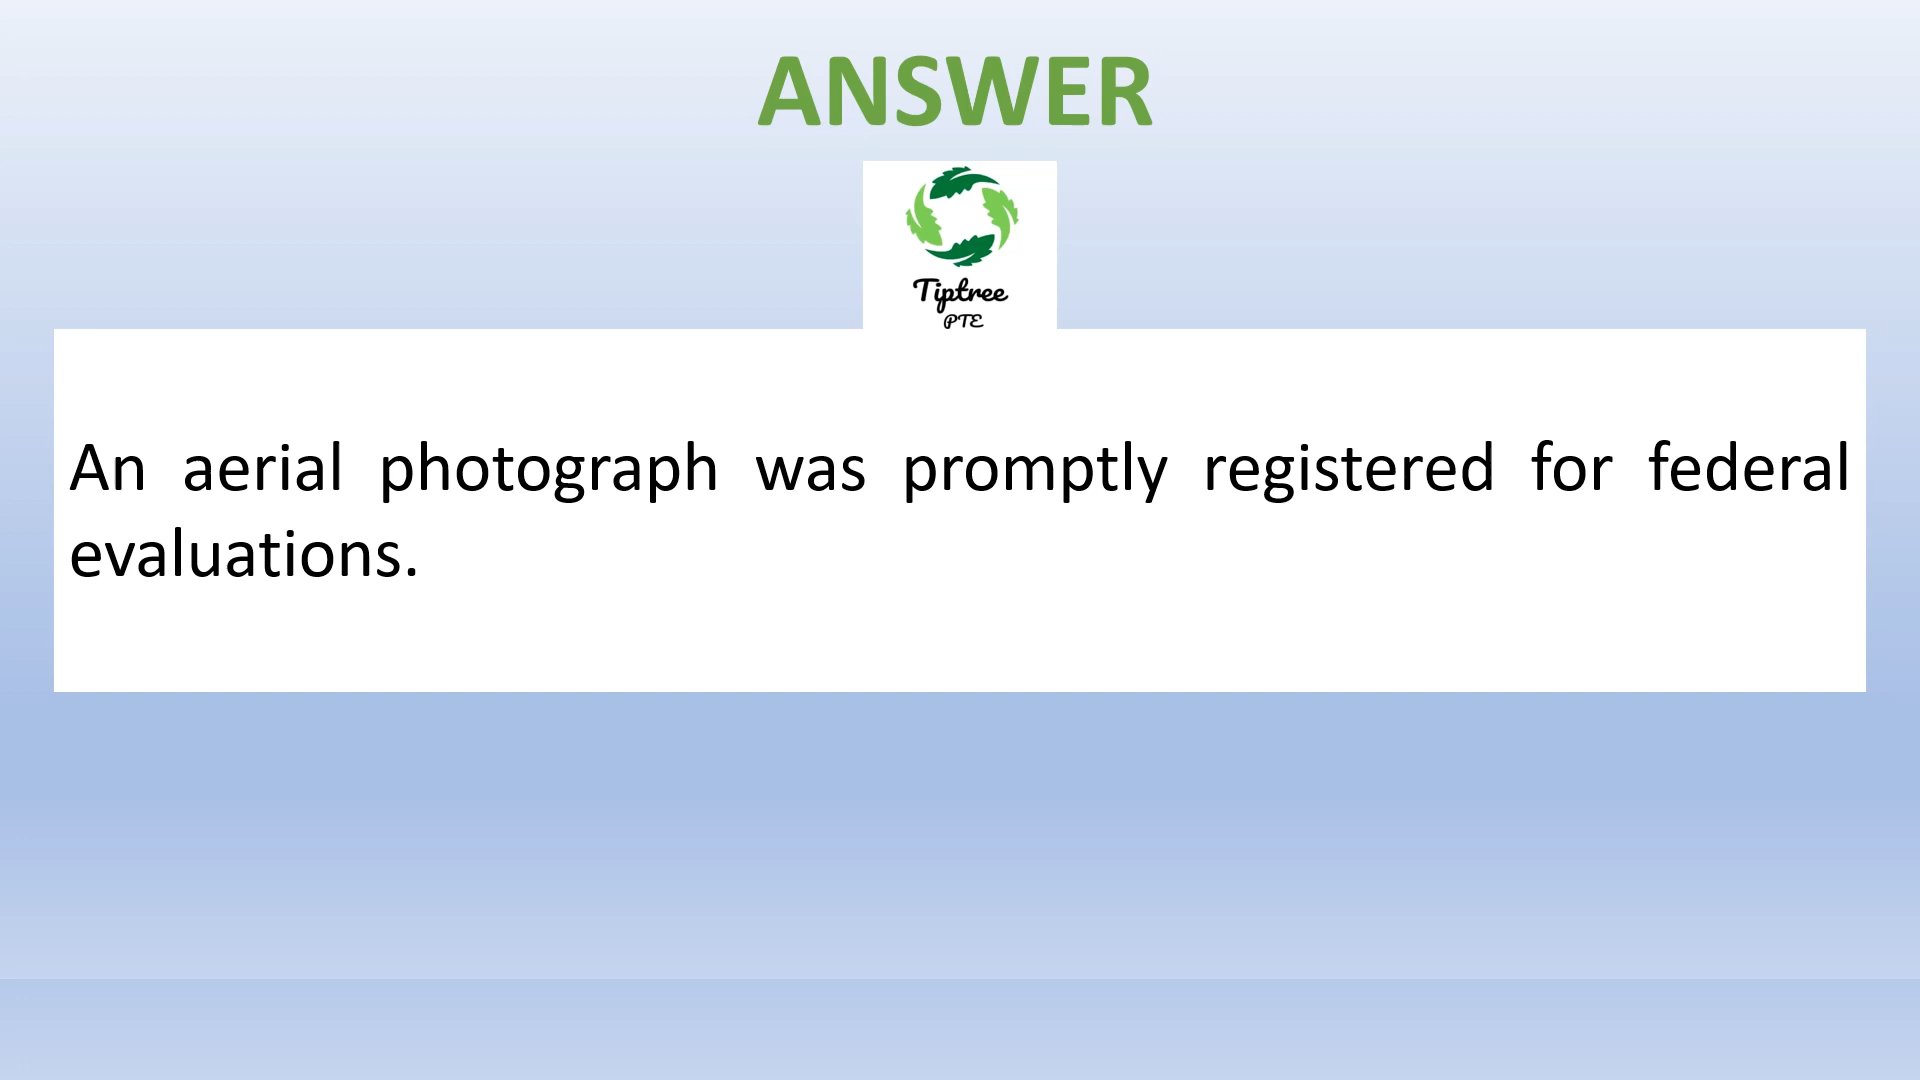 ANSWER
Tiptree
PTE
An aerial photograph was promptly registered for federal
evaluations.